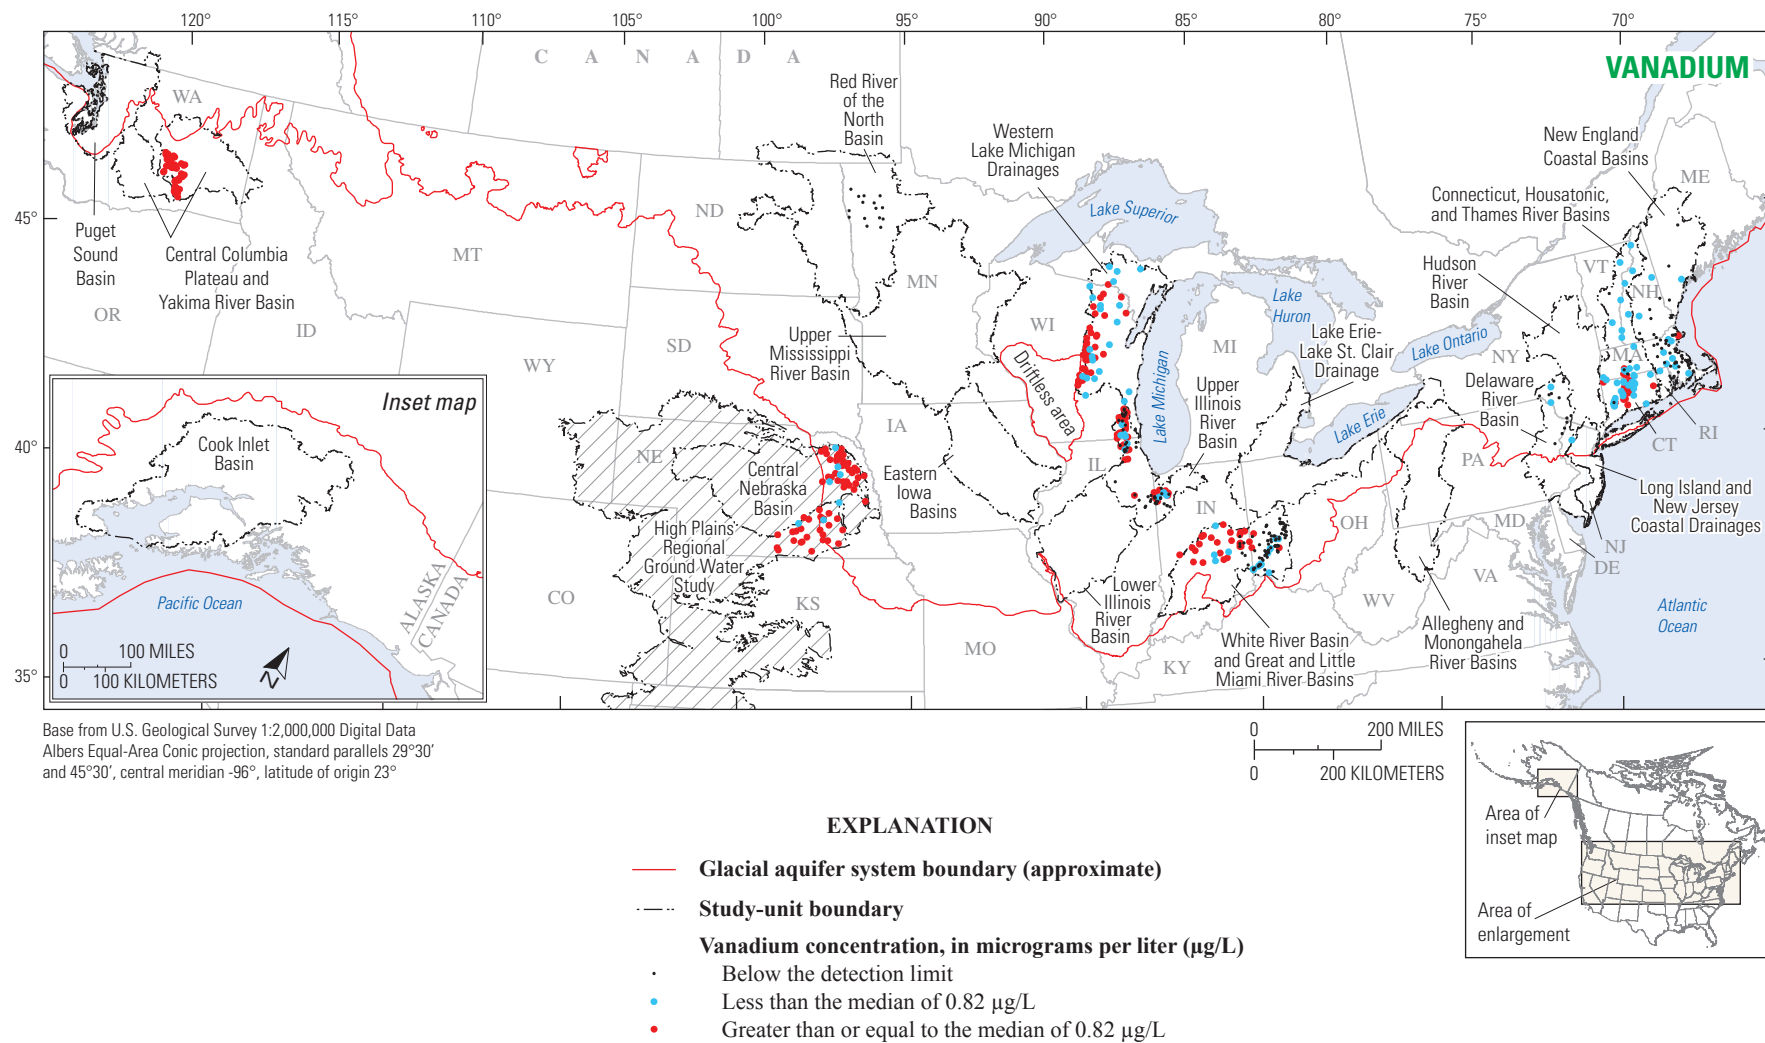 120°
115°
110°
105°
100°
95°
90°
85°
80°
75°
70°
45°
40°
35°
VANADIUM
C A N A D A
WA
OR
ID
MT
WY
ND
SD
NE
CO
KS
MN
IA
MO
WI
IL
MI
IN
OH
KY
WV
VA
PA
NY
VT
NH
ME
MA
CT
RI
NJ
DE
MD
Puget
Sound
Basin
Central Columbia
Plateau and
Yakima River Basin
Red River
of the
North
Basin
Western
Lake Michigan
Drainages
Upper
Mississippi
River Basin
Driftless area
Eastern
Iowa
Basins
Central
Nebraska
Basin
High Plains
Regional
Ground Water
Study
Upper
Illinois
River
Basin
Lower
Illinois
River
Basin
White River Basin
and Great and Little
Miami River Basins
Lake Erie-
Lake St. Clair
Drainage
Allegheny and
Monongahela
River Basins
Delaware
River
Basin
Hudson
River
Basin
Connecticut, Housatonic,
and Thames River Basins
New England
Coastal Basins
Long Island and
New Jersey
Coastal Drainages
Lake Superior
Lake Michigan
Lake
Huron
Lake Erie
Lake Ontario
Atlantic
Ocean
Inset map
Cook Inlet
Basin
Pacific Ocean
ALASKA
CANADA
0 100 MILES
0 100 KILOMETERS
N
Base from U.S. Geological Survey 1:2,000,000 Digital Data
Albers Equal-Area Conic projection, standard parallels 29°30′
and 45°30′, central meridian -96°, latitude of origin 23°
0 200 MILES
0 200 KILOMETERS
Area of
inset map
Area of
enlargement
EXPLANATION
Glacial aquifer system boundary (approximate)
Study-unit boundary
Vanadium concentration, in micrograms per liter (µg/L)
Below the detection limit
Less than the median of 0.82 µg/L
Greater than or equal to the median of 0.82 µg/L